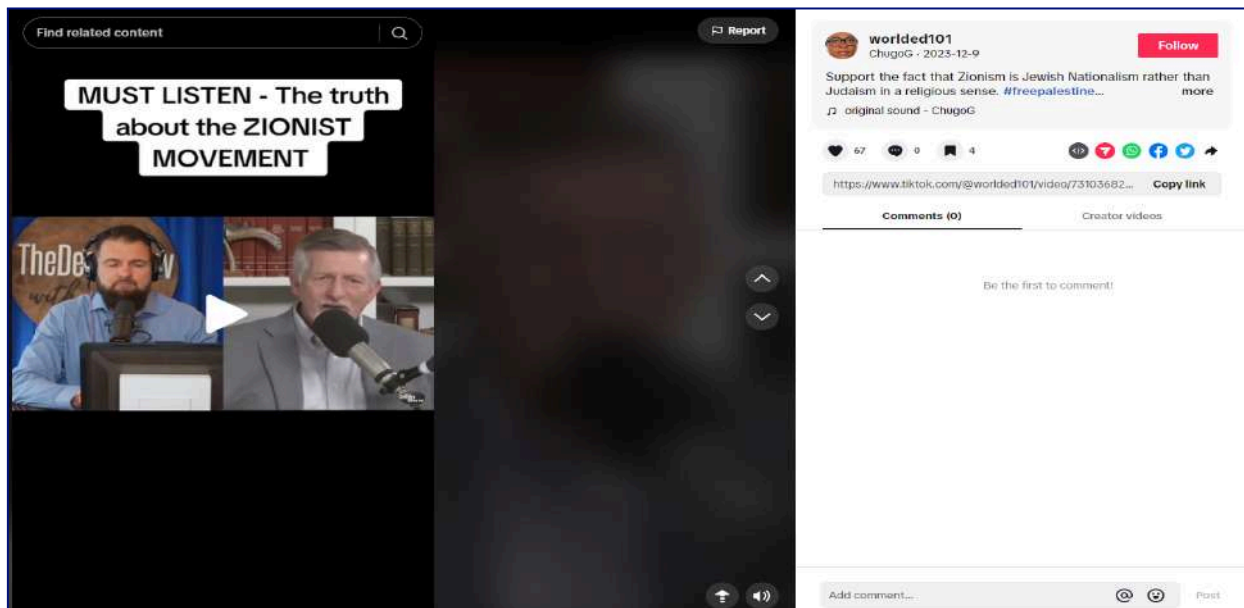 Find related content
Report
MUST LISTEN - The truth
about the ZIONIST
MOVEMENT
TheDe
with
worlded101
ChugoG · 2023-12-9
Follow
Support the fact that Zionism is Jewish Nationalism rather than
Judaism in a religious sense. #freepalestine...
more
original sound - ChugoG
67
0
4
https://www.tiktok.com/@worlded101/video/73103682...
Copy link
Comments (0)
Creator videos
Be the first to comment!
Add comment...
Post